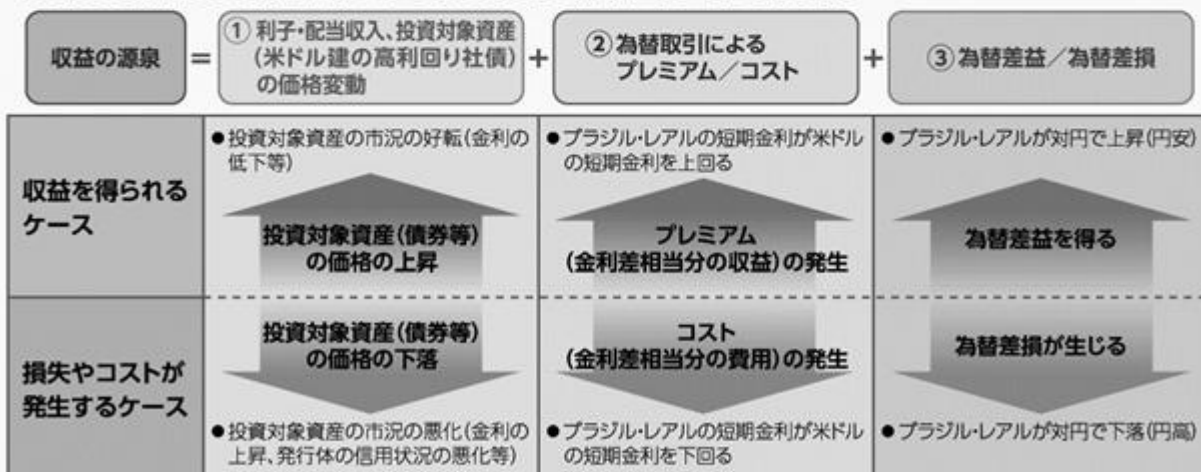 収益の源泉
=
① 利子・配当収入、投資対象資産
(米ドル建の高利回り社債)
の価格変動
+
② 為替取引による
プレミアム/コスト
+
③ 為替差益/為替差損
収益を得られる
ケース
●投資対象資産の市況の好転(金利の
低下等)
投資対象資産(債券等)
の価格の上昇
●ブラジル・レアルの短期金利が米ドル
の短期金利を上回る
プレミアム
(金利差相当分の収益)の発生
●ブラジル・レアルが対円で上昇(円安)
為替差益を得る
損失やコストが
発生するケース
投資対象資産(債券等)
の価格の下落
●投資対象資産の市況の悪化(金利の
上昇、発行体の信用状況の悪化等)
コスト
(金利差相当分の費用)の発生
●ブラジル・レアルの短期金利が米ドル
の短期金利を下回る
為替差損が生じる
●ブラジル・レアルが対円で下落(円高)